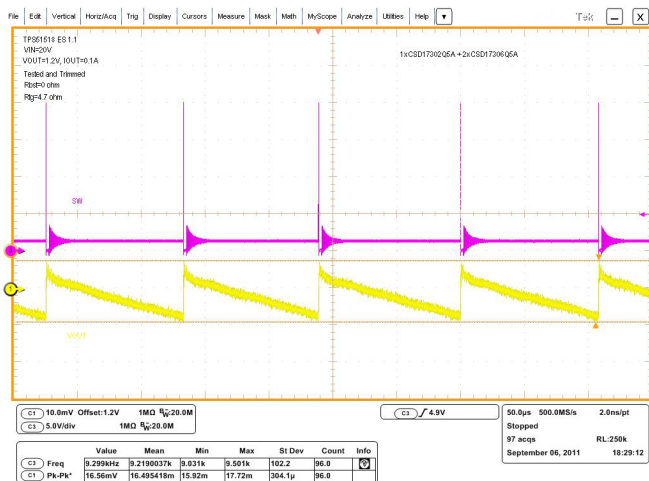 File Edit Vertical Horiz/Acq Trig Display Cursors Measure Mask Math MyScope Analyze Utilities Help Tek X
TPS51518 ES1.1
VIN=20V
VOUT=1.2V, IOUT=0.1A
Tested and Trimmed
Rbst=0 ohm
Rtg=4.7 ohm
1xCSD17302Q5A +2xCSD17306Q5A
SW
3
1
VOUT
C1 10.0mV Offset:1.2V 1MΩ BW:20.0M
C3 5.0V/div 1MΩ BW:20.0M
C3 4.9V
50.0µs 500.0MS/s 2.0ns/pt
Stopped
97 acqs RL:250k
September 06, 2011 18:29:12
Value Mean Min Max St Dev Count Info
C3 Freq 9.299kHz 9.2190037k 9.031k 9.501k 102.2 96.0
C1 Pk-Pk* 16.56mV 16.495418m 15.92m 17.72m 304.1µ 96.0